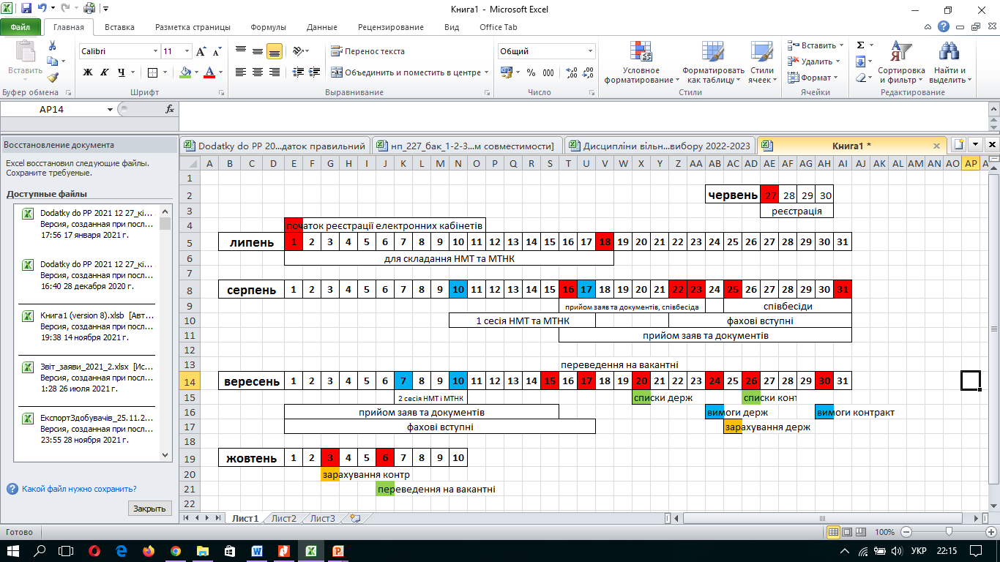 Книга1 - Microsoft Excel
Файл Главная Вставка Разметка страницы Формулы Данные Рецензирование Вид Office Tab
Вставить
Буфер обмена
Calibri 11
Ж К Ч
Шрифт
Перенос текста
Объединить и поместить в центре
Выравнивание
Общий
% 000
Число
Условное форматирование
Форматировать как таблицу
Стили ячеек
Стили
Вставить
Удалить
Формат
Ячейки
Сортировка и фильтр
Найти и выделить
Редактирование
AP14 fx
Восстановление документа
Excel восстановил следующие файлы.
Сохраните требуемые.
Доступные файлы
Dodatky do PP 2021 12 27_кі...
Версия, созданная при посл...
17:56 17 января 2021 г.
Dodatky do PP 2021 12 27_кі...
Версия, созданная при посл...
16:40 28 декабря 2020 г.
Книга1 (version 8).xlsb [Авт...
Версия, созданная при посл...
19:38 14 ноября 2021 г.
Звіт_заяви_2021_2.xlsx [Ис...
Версия, созданная при посл...
1:28 26 июля 2021 г.
ЕкспортЗдобувачів_25.11.2...
Версия, созданная при посл...
23:55 28 ноября 2021 г.
Какой файл нужно сохранить?
Закрыть
Dodatky do PP 20...даток правильний нп_227_бак_1-2-3...м совместимости] Дисципліни вільн...вибору 2022-2023 Книга1 *
A B C D E F G H I J K L M N O P Q R S T U V W X Y Z AA AB AC AD AE AF AG AH AI AJ AK AL AM AN AO AP A
1
2 червень 27 28 29 30
3 реєстрація
4 початок реєстрації електронних кабінетів
5 липень 1 2 3 4 5 6 7 8 9 10 11 12 13 14 15 16 17 18 19 20 21 22 23 24 25 26 27 28 29 30 31
6 для складання НМТ та МТНК
7
8 серпень 1 2 3 4 5 6 7 8 9 10 11 12 13 14 15 16 17 18 19 20 21 22 23 24 25 26 27 28 29 30 31
9 прийом заяв та документів, співбесіда співбесіди
10 1 сесія НМТ та МТНК фахові вступні
11 прийом заяв та документів
12
13 переведення на вакантні
14 вересень 1 2 3 4 5 6 7 8 9 10 11 12 13 14 15 16 17 18 19 20 21 22 23 24 25 26 27 28 29 30 31
15 2 сесія НМТ і МТНК списки держ списки конт
16 прийом заяв та документів вимоги держ вимоги контракт
17 фахові вступні зарахування держ
18
19 жовтень 1 2 3 4 5 6 7 8 9 10
20 зарахування контр
21 переведення на вакантні
22
Лист1 Лист2 Лист3
Готово 100%
УКР 22:15